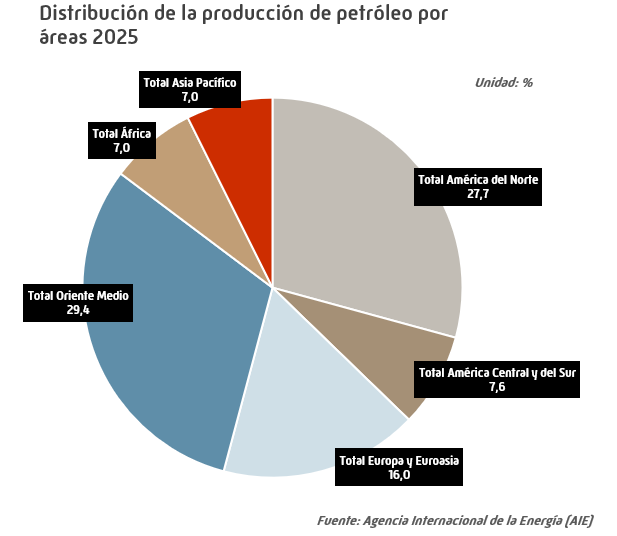 Distribución de la producción de petróleo por
áreas 2025
Unidad: %
Total Asia Pacífico
7,0
Total África
7,0
Total América del Norte
27,7
Total Oriente Medio
29,4
Total América Central y del Sur
7,6
Total Europa y Euroasia
16,0
Fuente: Agencia Internacional de la Energía (AIE)